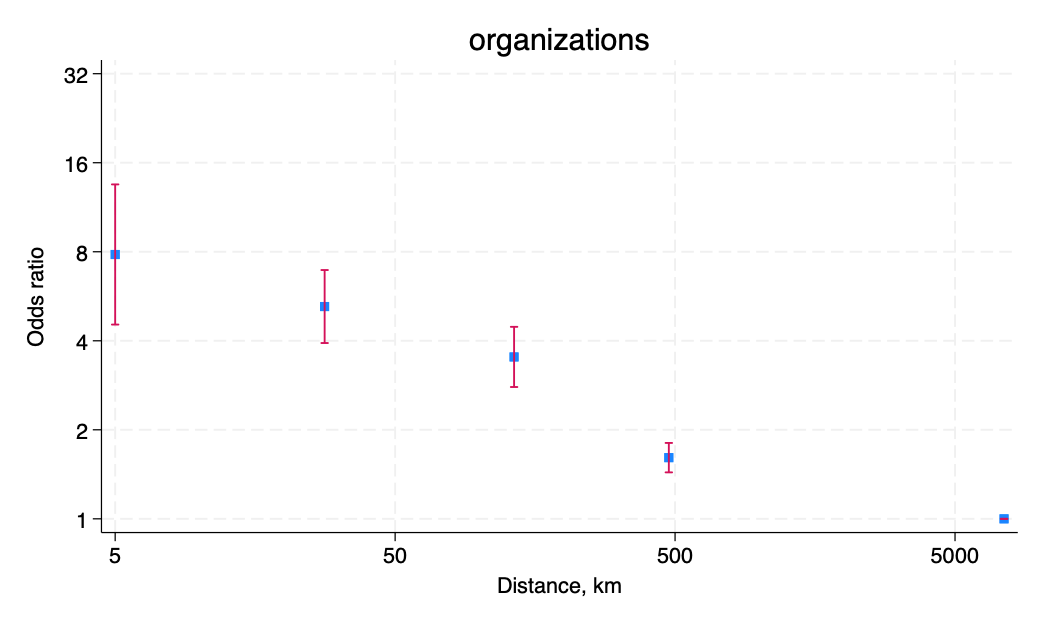 organizations
32
16
8
4
2
1
Odds ratio
5 50 500 5000
Distance, km